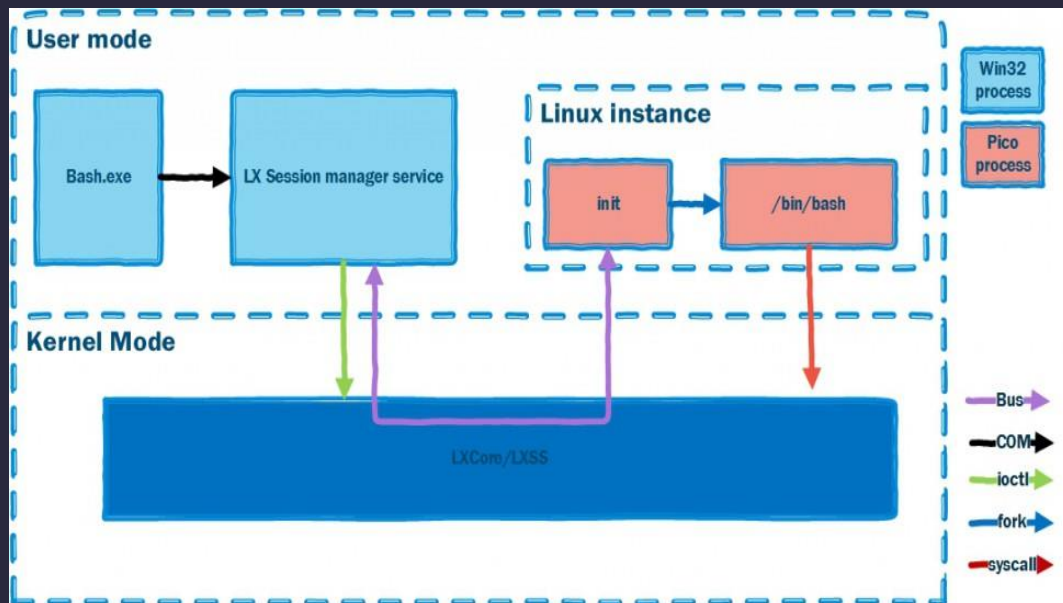 User mode
Bash.exe
LX Session manager service
Linux instance
init
/bin/bash
Kernel Mode
LXCore/LXSS
Win32
process
Pico
process
Bus
COM
ioctl
fork
syscall